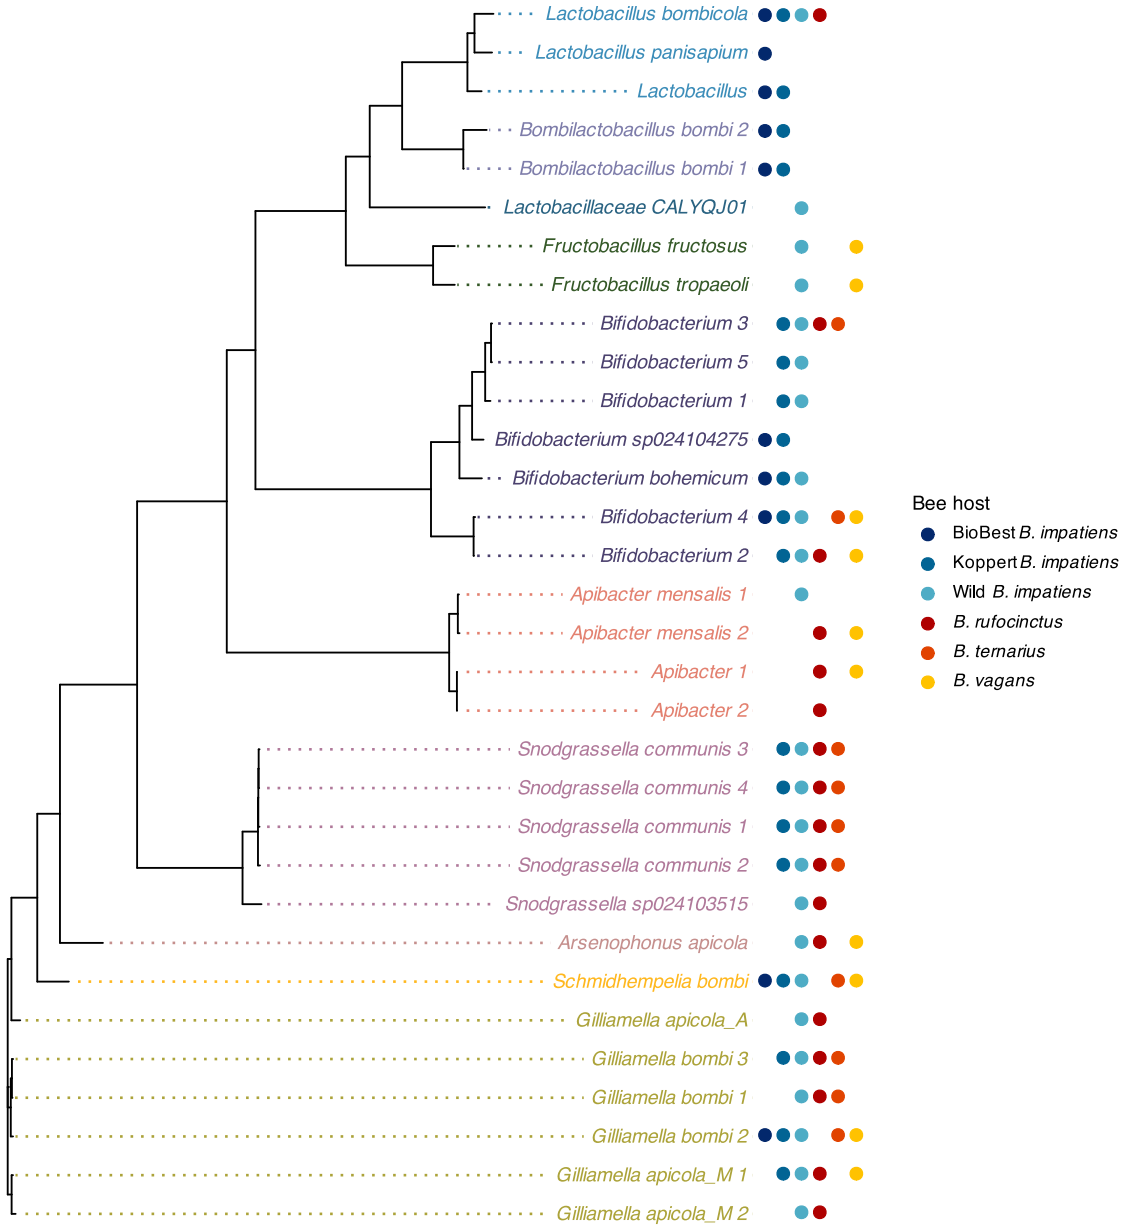 Lactobacillus bombicola
Lactobacillus panisapium
Lactobacillus
Bombilactobacillus bombi 2
Bombilactobacillus bombi 1
Lactobacillaceae CALYQJ01
Fructobacillus fructosus
Fructobacillus tropaeoli
Bifidobacterium 3
Bifidobacterium 5
Bifidobacterium 1
Bifidobacterium sp024104275
Bifidobacterium bohemicum
Bifidobacterium 4
Bifidobacterium 2
Apibacter mensalis 1
Apibacter mensalis 2
Apibacter 1
Apibacter 2
Snodgrassella communis 3
Snodgrassella communis 4
Snodgrassella communis 1
Snodgrassella communis 2
Snodgrassella sp024103515
Arsenophonus apicola
Schmidhempelia bombi
Gilliamella apicola_A
Gilliamella bombi 3
Gilliamella bombi 1
Gilliamella bombi 2
Gilliamella apicola_M 1
Gilliamella apicola_M 2
Bee host
BioBest B. impatiens
Koppert B. impatiens
Wild B. impatiens
B. rufocinctus
B. ternarius
B. vagans